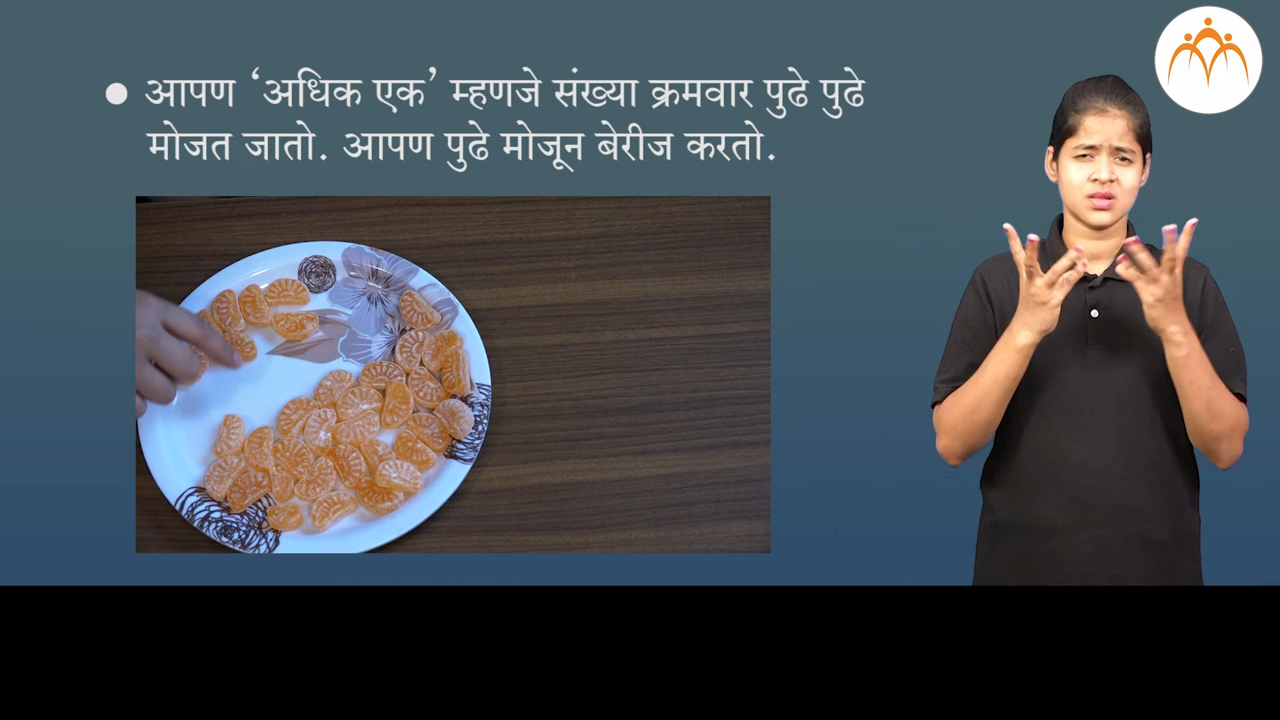 • आपण ‘अधिक एक’ म्हणजे संख्या क्रमवार पुढे पुढे
मोजत जातो. आपण पुढे मोजून बेरीज करतो.